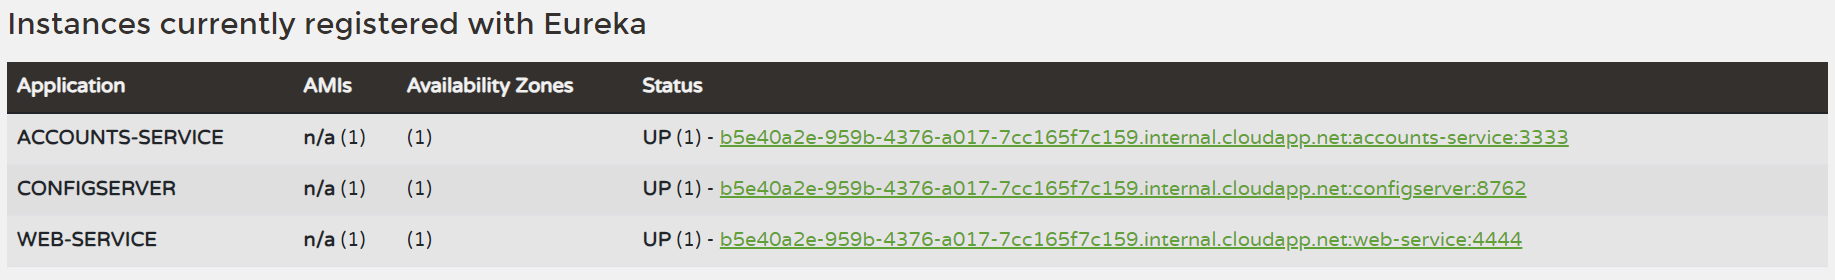 Instances currently registered with Eureka
Application AMIs Availability Zones Status
ACCOUNTS-SERVICE n/a (1) (1) UP (1) - b5e40a2e-959b-4376-a017-7cc165f7c159.internal.cloudapp.net:accounts-service:3333
CONFIGSERVER n/a (1) (1) UP (1) - b5e40a2e-959b-4376-a017-7cc165f7c159.internal.cloudapp.net:configserver:8762
WEB-SERVICE n/a (1) (1) UP (1) - b5e40a2e-959b-4376-a017-7cc165f7c159.internal.cloudapp.net:web-service:4444